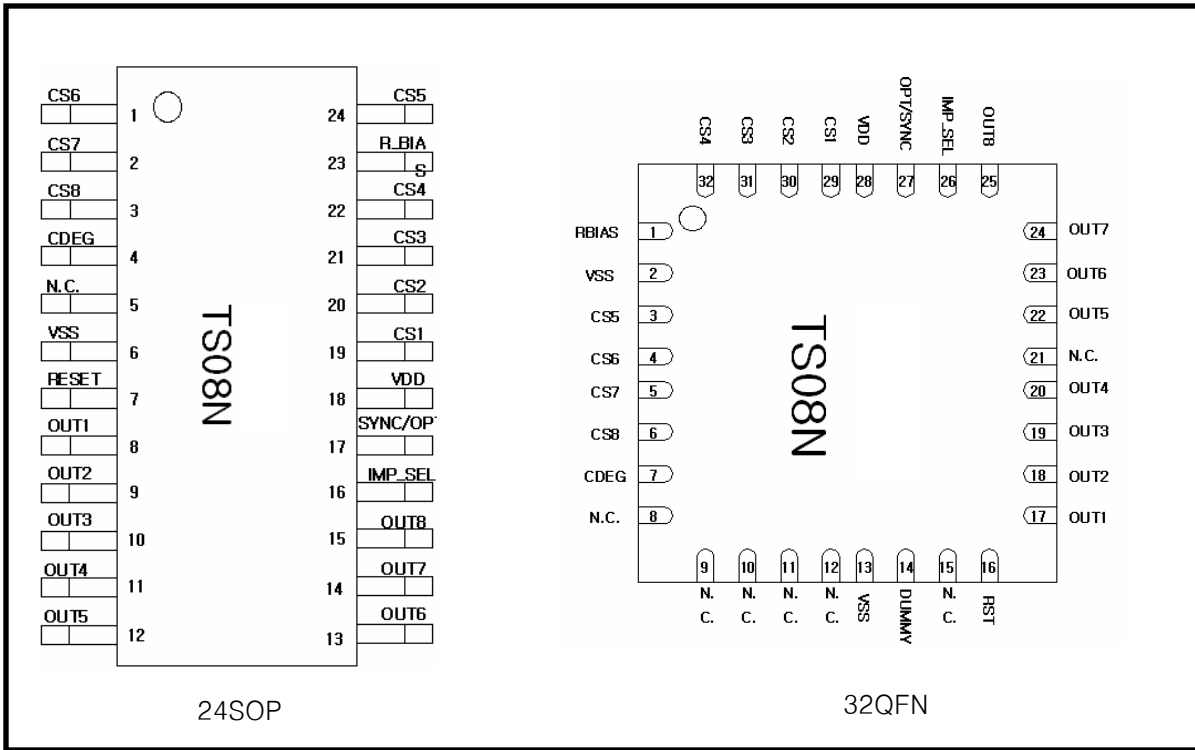 CS6
1
CS7
2
CS8
3
CDEG
4
N.C.
5
VSS
6
RESET
7
OUT1
8
OUT2
9
OUT3
10
OUT4
11
OUT5
12
TS08N
CS5
24
R_BIA
S
23
CS4
22
CS3
21
CS2
20
CS1
19
VDD
18
SYNC/OPT
17
IMP_SEL
16
OUT8
15
OUT7
14
OUT6
13
24SOP
CS4
CS3
CS2
CS1
VDD
OPT/SYNC
IMP_SEL
OUT8
32
31
30
29
28
27
26
25
RBIAS 1
VSS 2
CS5 3
CS6 4
CS7 5
CS8 6
CDEG 7
N.C. 8
TS08N
24 OUT7
23 OUT6
22 OUT5
21 N.C.
20 OUT4
19 OUT3
18 OUT2
17 OUT1
9
10
11
12
13
14
15
16
N.
C.
N.
C.
N.
C.
N.
C.
VSS
DUMMY
N.
C.
RST
32QFN